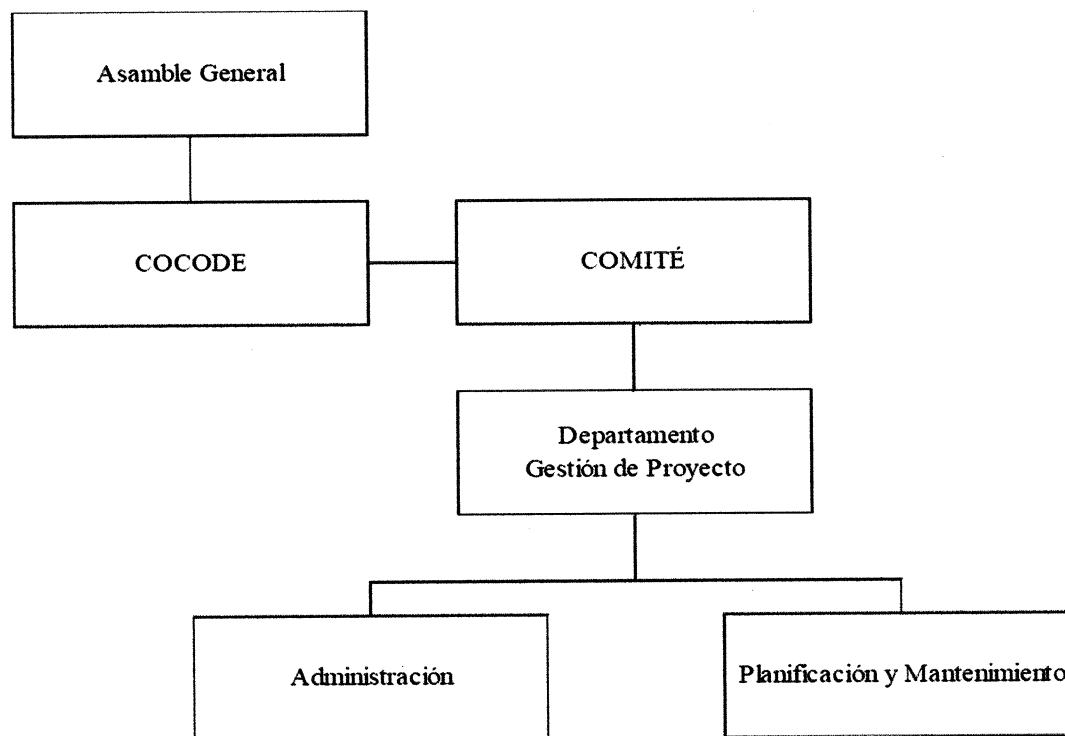 Asamble General
COCODE
COMITÉ
Departamento
Gestión de Proyecto
Administración
Planificación y Mantenimiento